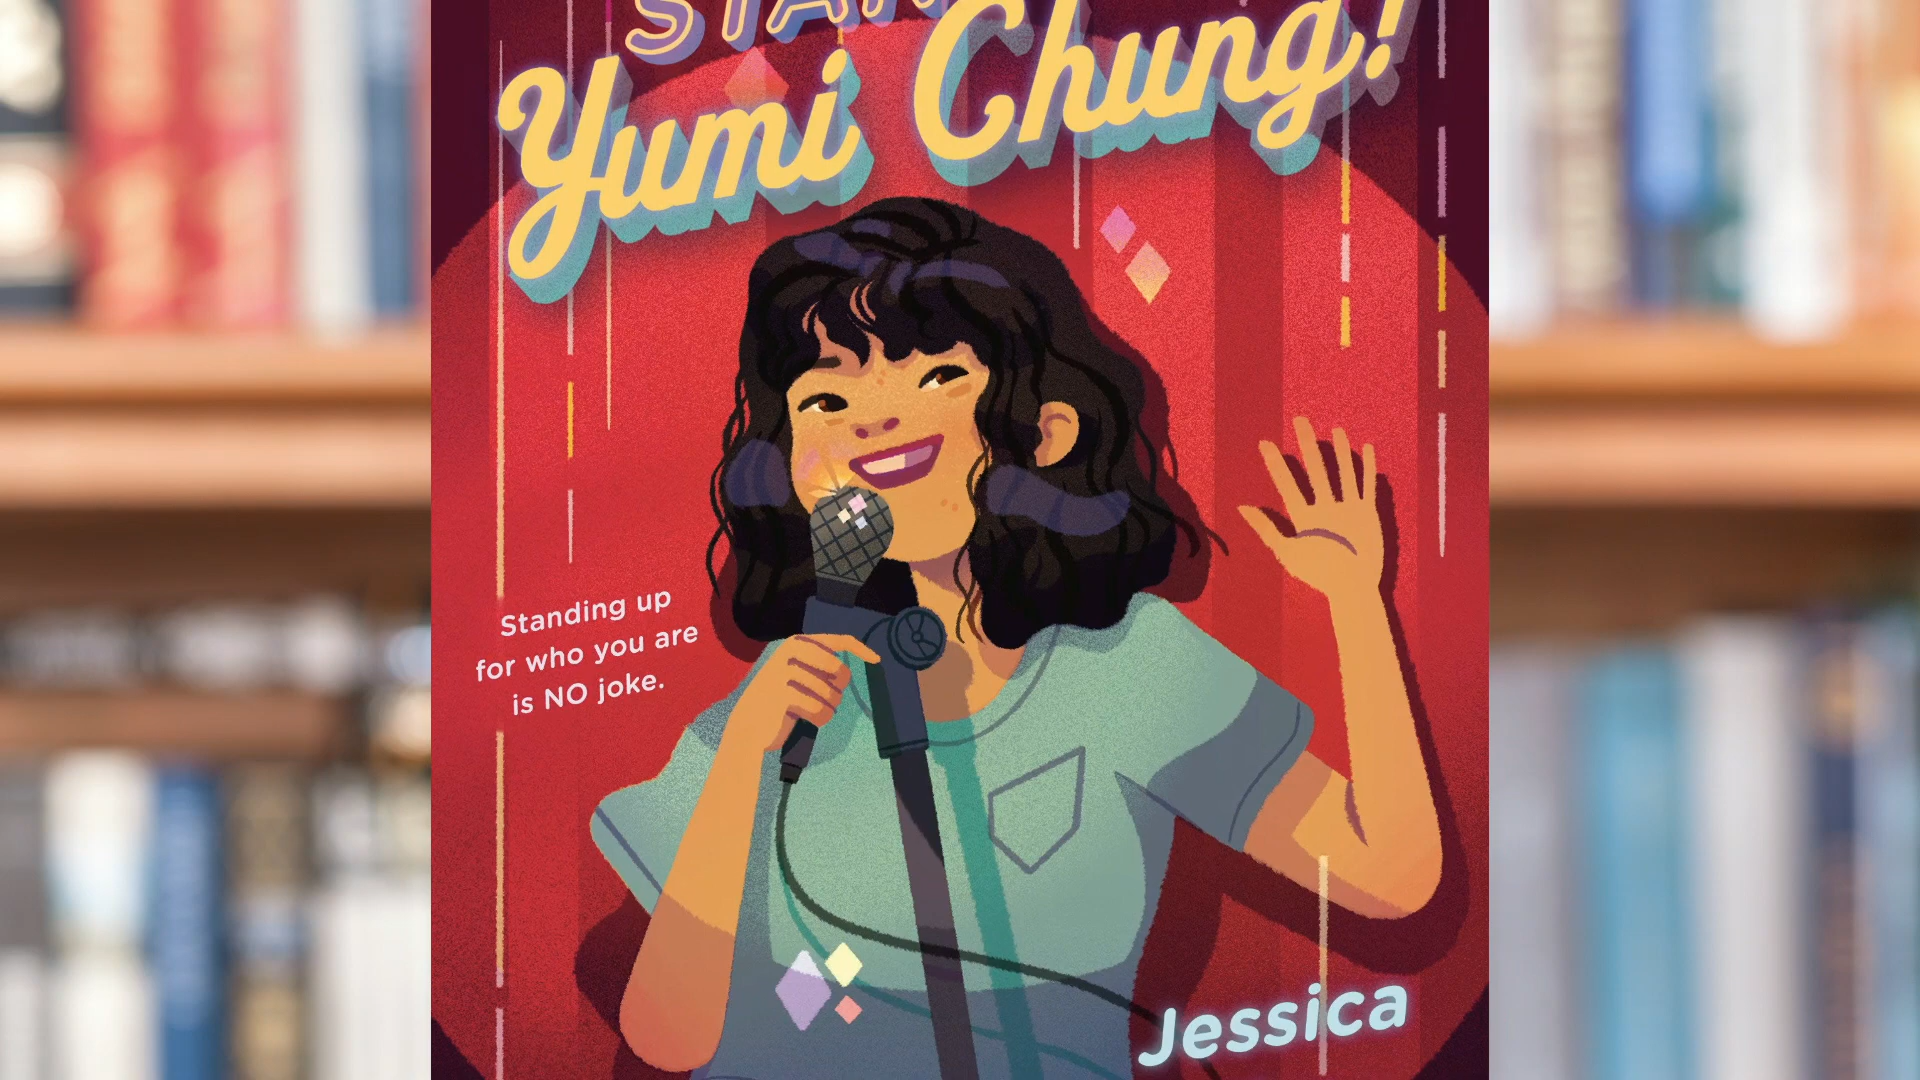 Yumi Chung!
Standing up
for who you are
is NO joke.
Jessica